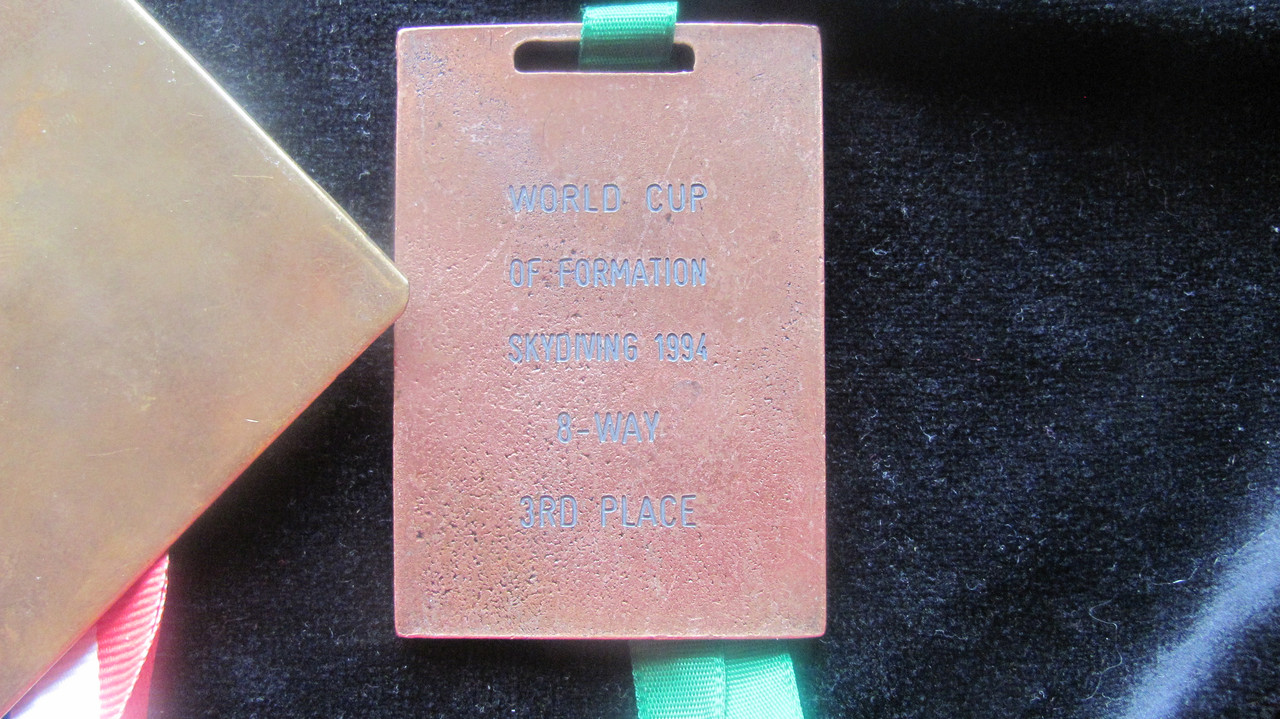 WORLD CUP
OF FORMATION
SKYDIVING 1994
8-WAY
3RD PLACE